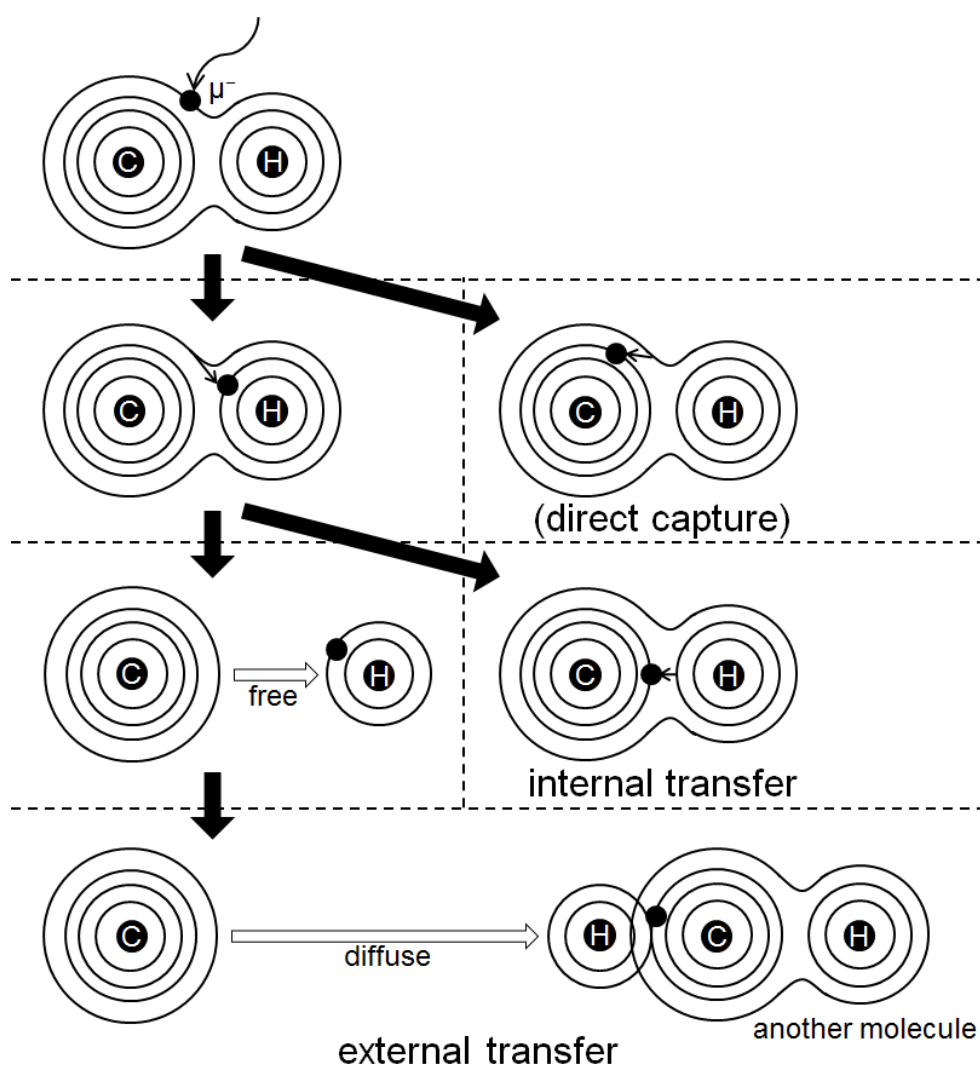 μ⁻
C H
C H
C H
(direct capture)
C
free
H
C H
internal transfer
C
diffuse
H C H
another molecule
external transfer